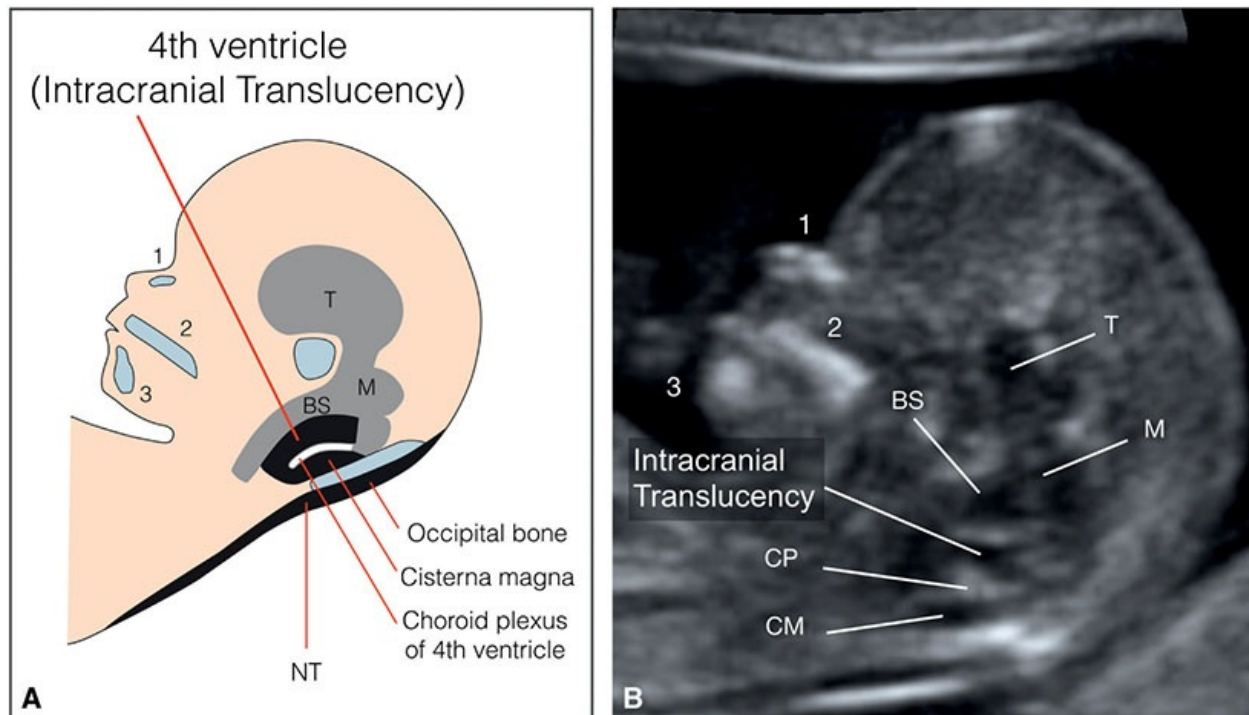 4th ventricle
(Intracranial Translucency)
1
T
2
M
3
BS
Occipital bone
Cisterna magna
Choroid plexus
of 4th ventricle
NT
A
1
2
T
3
BS
M
Intracranial
Translucency
CP
CM
B